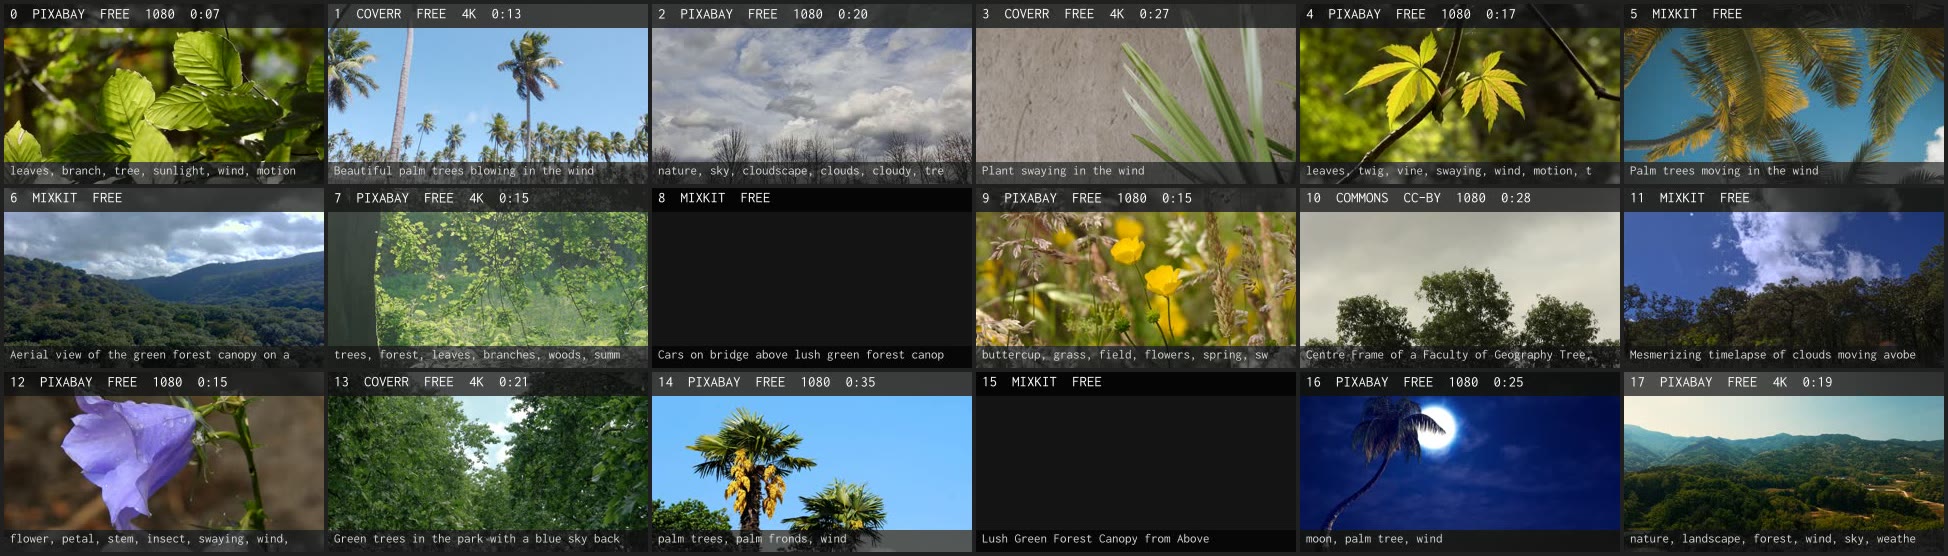 0 PIXABAY FREE 1080 0:07
1 COVERR FREE 4K 0:13
2 PIXABAY FREE 1080 0:20
3 COVERR FREE 4K 0:27
4 PIXABAY FREE 1080 0:17
5 MIXKIT FREE
leaves, branch, tree, sunlight, wind, motion
Beautiful palm trees blowing in the wind
nature, sky, cloudscape, clouds, cloudy, tre
Plant swaying in the wind
leaves, twig, vine, swaying, wind, motion, t
Palm trees moving in the wind
6 MIXKIT FREE
7 PIXABAY FREE 4K 0:15
8 MIXKIT FREE
9 PIXABAY FREE 1080 0:15
10 COMMONS CC-BY 1080 0:28
11 MIXKIT FREE
Aerial view of the green forest canopy on a
trees, forest, leaves, branches, woods, summ
Cars on bridge above lush green forest canop
buttercup, grass, field, flowers, spring, sw
Centre Frame of a Faculty of Geography Tree,
Mesmerizing timelapse of clouds moving avobe
12 PIXABAY FREE 1080 0:15
13 COVERR FREE 4K 0:21
14 PIXABAY FREE 1080 0:35
15 MIXKIT FREE
16 PIXABAY FREE 1080 0:25
17 PIXABAY FREE 4K 0:19
flower, petal, stem, insect, swaying, wind,
Green trees in the park with a blue sky back
palm trees, palm fronds, wind
Lush Green Forest Canopy from Above
moon, palm tree, wind
nature, landscape, forest, wind, sky, weathe